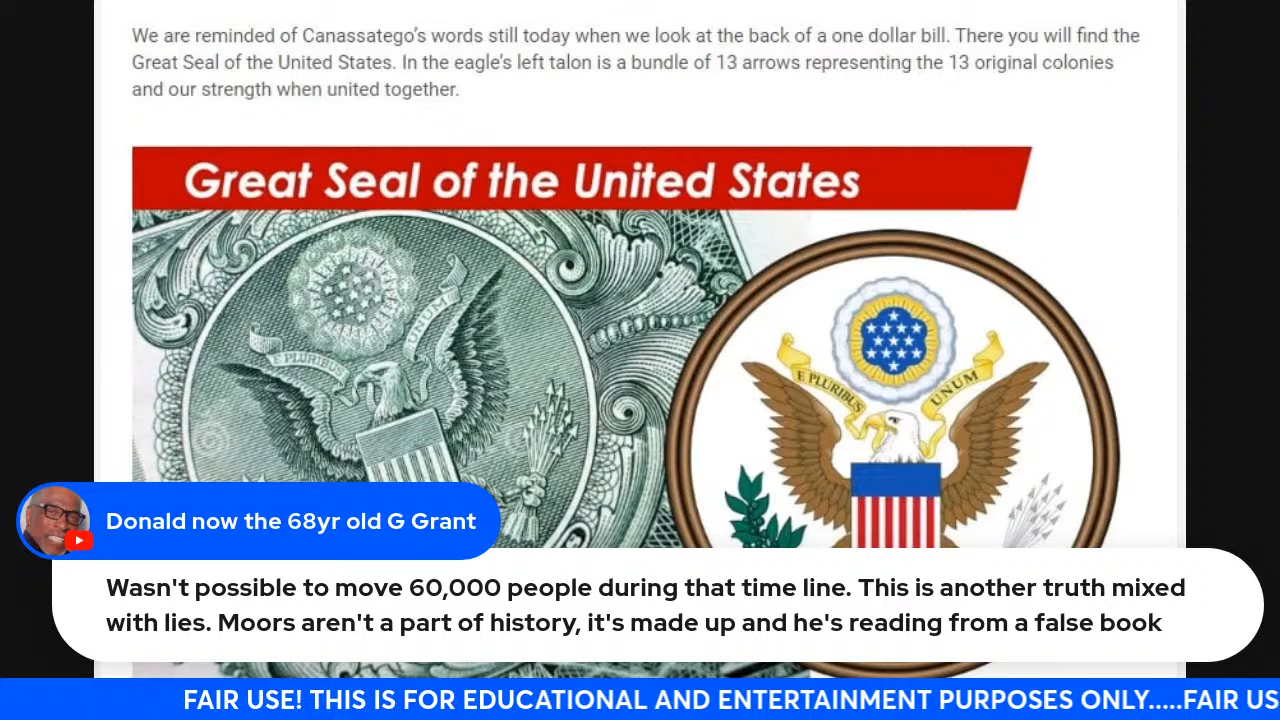 We are reminded of Canassatego’s words still today when we look at the back of a one dollar bill. There you will find the
Great Seal of the United States. In the eagle’s left talon is a bundle of 13 arrows representing the 13 original colonies
and our strength when united together.
Great Seal of the United States
E PLURIBUS UNUM
E PLURIBUS UNUM
Donald now the 68yr old G Grant
Wasn't possible to move 60,000 people during that time line. This is another truth mixed
with lies. Moors aren't a part of history, it's made up and he's reading from a false book
FAIR USE! THIS IS FOR EDUCATIONAL AND ENTERTAINMENT PURPOSES ONLY.....FAIR US